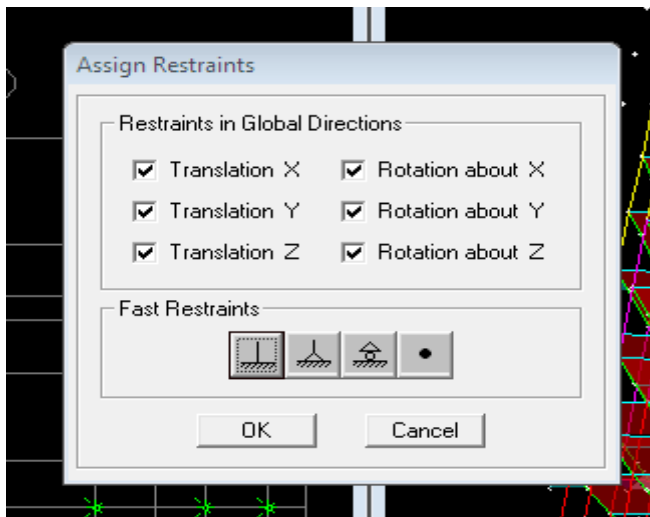 Assign Restraints
Restraints in Global Directions
Translation X
Rotation about X
Translation Y
Rotation about Y
Translation Z
Rotation about Z
Fast Restraints
OK
Cancel